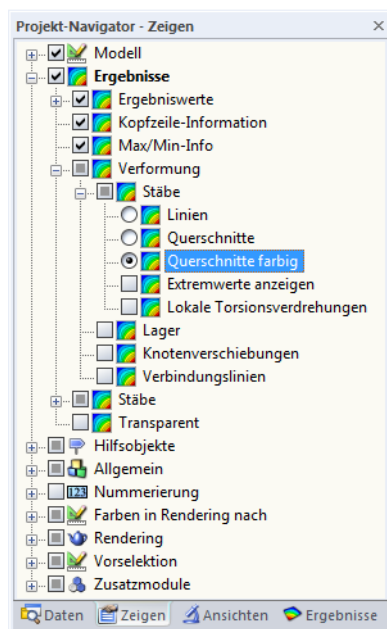 Projekt-Navigator - Zeigen
Modell
Ergebnisse
Ergebniswerte
Kopfzeile-Information
Max/Min-Info
Verformung
Stäbe
Linien
Querschnitte
Querschnitte farbig
Extremwerte anzeigen
Lokale Torsionsverdrehungen
Lager
Knotenverschiebungen
Verbindungslinien
Stäbe
Transparent
Hilfsobjekte
Allgemein
123 Nummerierung
Farben in Rendering nach
Rendering
Vorselektion
Zusatzmodule
Daten Zeigen Ansichten Ergebnisse